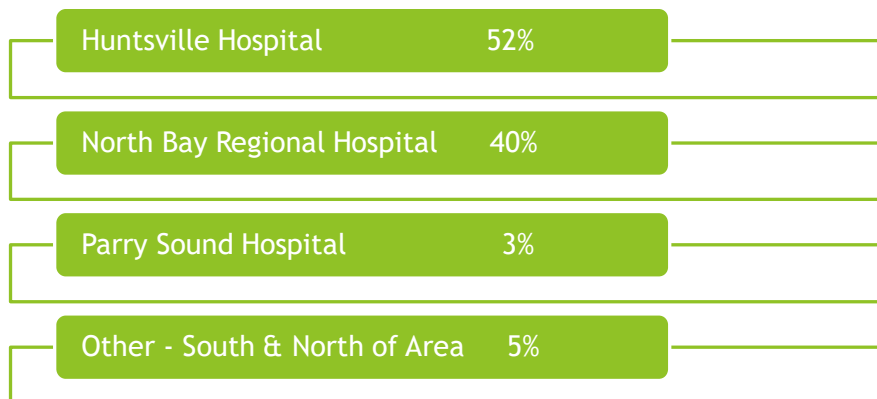 Huntsville Hospital 52%
North Bay Regional Hospital 40%
Parry Sound Hospital 3%
Other - South & North of Area 5%